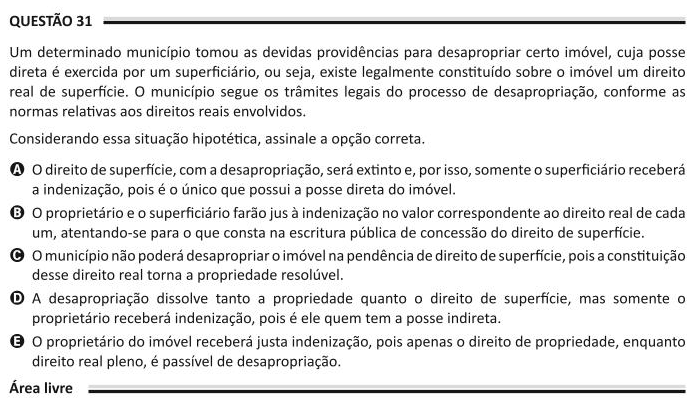 QUESTÃO 31
Um determinado município tomou as devidas providências para desapropriar certo imóvel, cuja posse
direta é exercida por um superficiário, ou seja, existe legalmente constituído sobre o imóvel um direito
real de superfície. O município segue os trâmites legais do processo de desapropriação, conforme as
normas relativas aos direitos reais envolvidos.
Considerando essa situação hipotética, assinale a opção correta.
A O direito de superfície, com a desapropriação, será extinto e, por isso, somente o superficiário receberá
a indenização, pois é o único que possui a posse direta do imóvel.
B O proprietário e o superficiário farão jus à indenização no valor correspondente ao direito real de cada
um, atentando-se para o que consta na escritura pública de concessão do direito de superfície.
C O município não poderá desapropriar o imóvel na pendência de direito de superfície, pois a constituição
desse direito real torna a propriedade resolúvel.
D A desapropriação dissolve tanto a propriedade quanto o direito de superfície, mas somente o
proprietário receberá indenização, pois é ele quem tem a posse indireta.
E O proprietário do imóvel receberá justa indenização, pois apenas o direito de propriedade, enquanto
direito real pleno, é passível de desapropriação.
Área livre